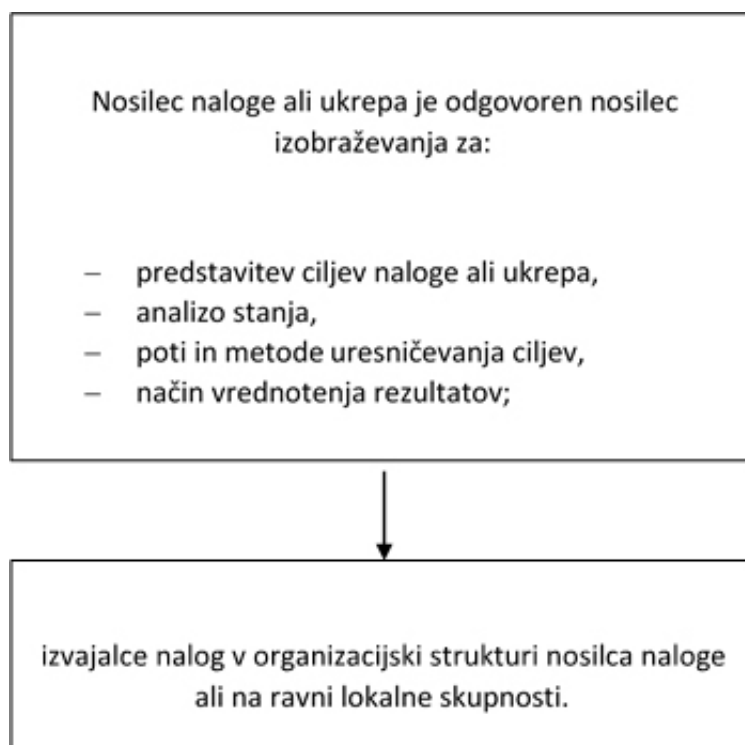 Nosilec naloge ali ukrepa je odgovoren nosilec
izobraževanja za:
– predstavitev ciljev naloge ali ukrepa,
– analizo stanja,
– poti in metode uresničevanja ciljev,
– način vrednotenja rezultatov;
izvajalce nalog v organizacijski strukturi nosilca naloge
ali na ravni lokalne skupnosti.